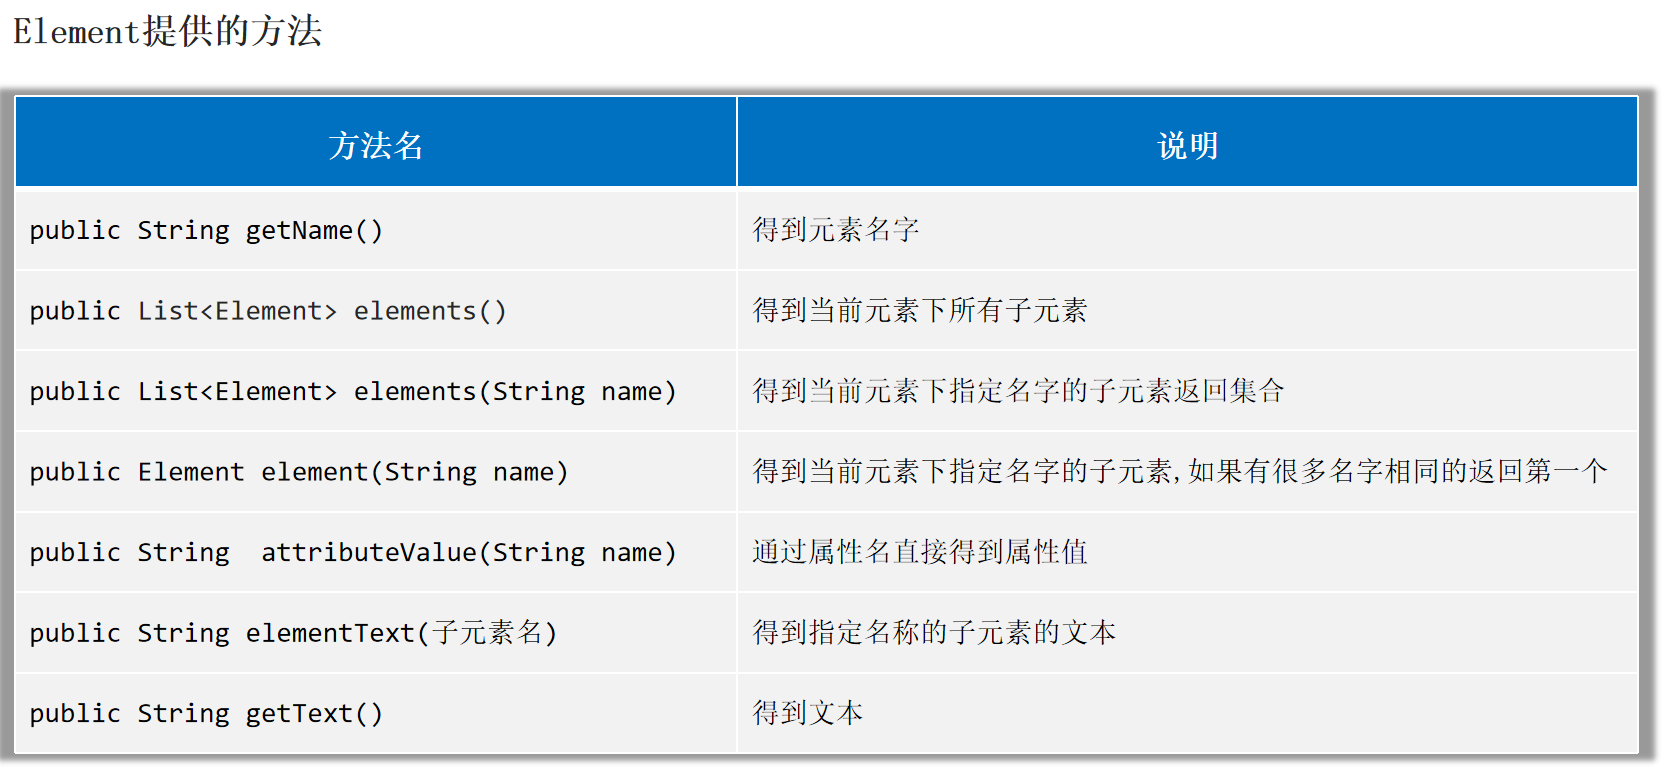 Element提供的方法
方法名 说明
public String getName() 得到元素名字
public List<Element> elements() 得到当前元素下所有子元素
public List<Element> elements(String name) 得到当前元素下指定名字的子元素返回集合
public Element element(String name) 得到当前元素下指定名字的子元素,如果有很多名字相同的返回第一个
public String  attributeValue(String name) 通过属性名直接得到属性值
public String elementText(子元素名) 得到指定名称的子元素的文本
public String getText() 得到文本